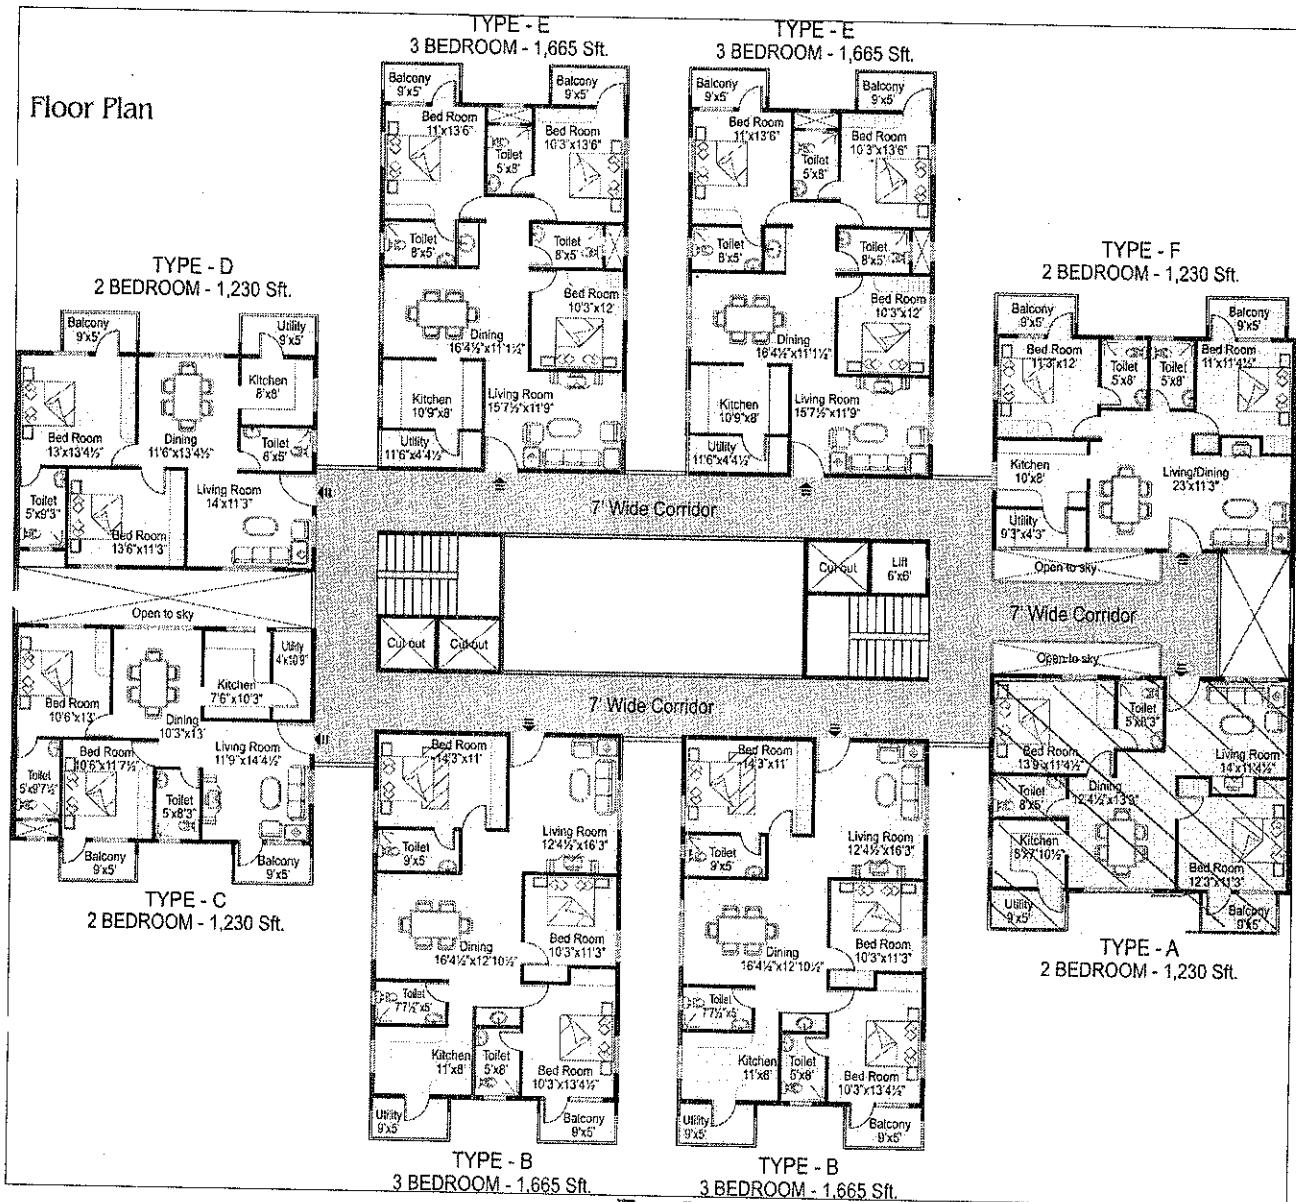 Floor Plan
TYPE - E
3 BEDROOM - 1,665 Sft.
Balcony
9'x5'
Balcony
9'x5'
Bed Room
11'x13'6"
Toilet
5'x8'
Bed Room
10'3"x13'6"
Toilet
8'x5'
Toilet
8'x5'
Bed Room
10'3"x12'
Dining
16'4½"x11'1½"
Kitchen
10'9"x8'
Living Room
15'7½"x11'9"
Utility
11'6"x4'4½"
TYPE - E
3 BEDROOM - 1,665 Sft.
Balcony
9'x5'
Balcony
9'x5'
Bed Room
11'x13'6"
Toilet
5'x8'
Bed Room
10'3"x13'6"
Toilet
8'x5'
Toilet
8'x5'
Bed Room
10'3"x12'
Dining
16'4½"x11'1½"
Kitchen
10'9"x8'
Living Room
15'7½"x11'9"
Utility
11'6"x4'4½"
TYPE - D
2 BEDROOM - 1,230 Sft.
Balcony
9'x5'
Utility
9'x5'
Kitchen
8'x8'
Bed Room
13'x13'4½"
Dining
11'6"x13'4½"
Toilet
8'x5'
Toilet
5'x9'3"
Bed Room
13'6"x11'3"
Living Room
14'x11'3"
TYPE - F
2 BEDROOM - 1,230 Sft.
Balcony
9'x5'
Balcony
9'x5'
Bed Room
11'3"x12'
Toilet
5'x8'
Toilet
5'x8'
Bed Room
11'x11'4½"
Kitchen
10'x8'
Living/Dining
23'x11'3"
Utility
9'3"x4'3"
7' Wide Corridor
Cut out
Lift
6'x6'
Cut out
Cut out
7' Wide Corridor
Open to sky
7' Wide Corridor
Open to sky
Open to sky
Bed Room
10'6"x13'
Dining
10'3"x13'
Kitchen
7'6"x10'3"
Utility
4'x10'9"
Bed Room
10'6"x11'7½"
Living Room
11'9"x14'4½"
Toilet
5'x9'7½"
Toilet
5'x8'3"
Balcony
9'x5'
Balcony
9'x5'
TYPE - C
2 BEDROOM - 1,230 Sft.
Bed Room
14'3"x11'
Living Room
12'4½"x16'3"
Toilet
9'x5'
Dining
16'4½"x12'10½"
Bed Room
10'3"x11'3"
Toilet
7'7½"x5'
Kitchen
11'x8'
Toilet
5'x8'
Bed Room
10'3"x13'4½"
Utility
9'x5'
Balcony
9'x5'
TYPE - B
3 BEDROOM - 1,665 Sft.
Bed Room
14'3"x11'
Living Room
12'4½"x16'3"
Toilet
9'x5'
Dining
16'4½"x12'10½"
Bed Room
10'3"x11'3"
Toilet
7'7½"x5'
Kitchen
11'x8'
Toilet
5'x8'
Bed Room
10'3"x13'4½"
Utility
9'x5'
Balcony
9'x5'
TYPE - B
3 BEDROOM - 1,665 Sft.
Toilet
5'x8'3"
Bed Room
13'9"x11'4½"
Living Room
14'x11'4½"
Toilet
8'x5'
Dining
12'4½"x13'9"
Kitchen
Bed Room
12'3"x11'3"
Utility
9'x5'
Balcony
9'x5'
TYPE - A
2 BEDROOM - 1,230 Sft.